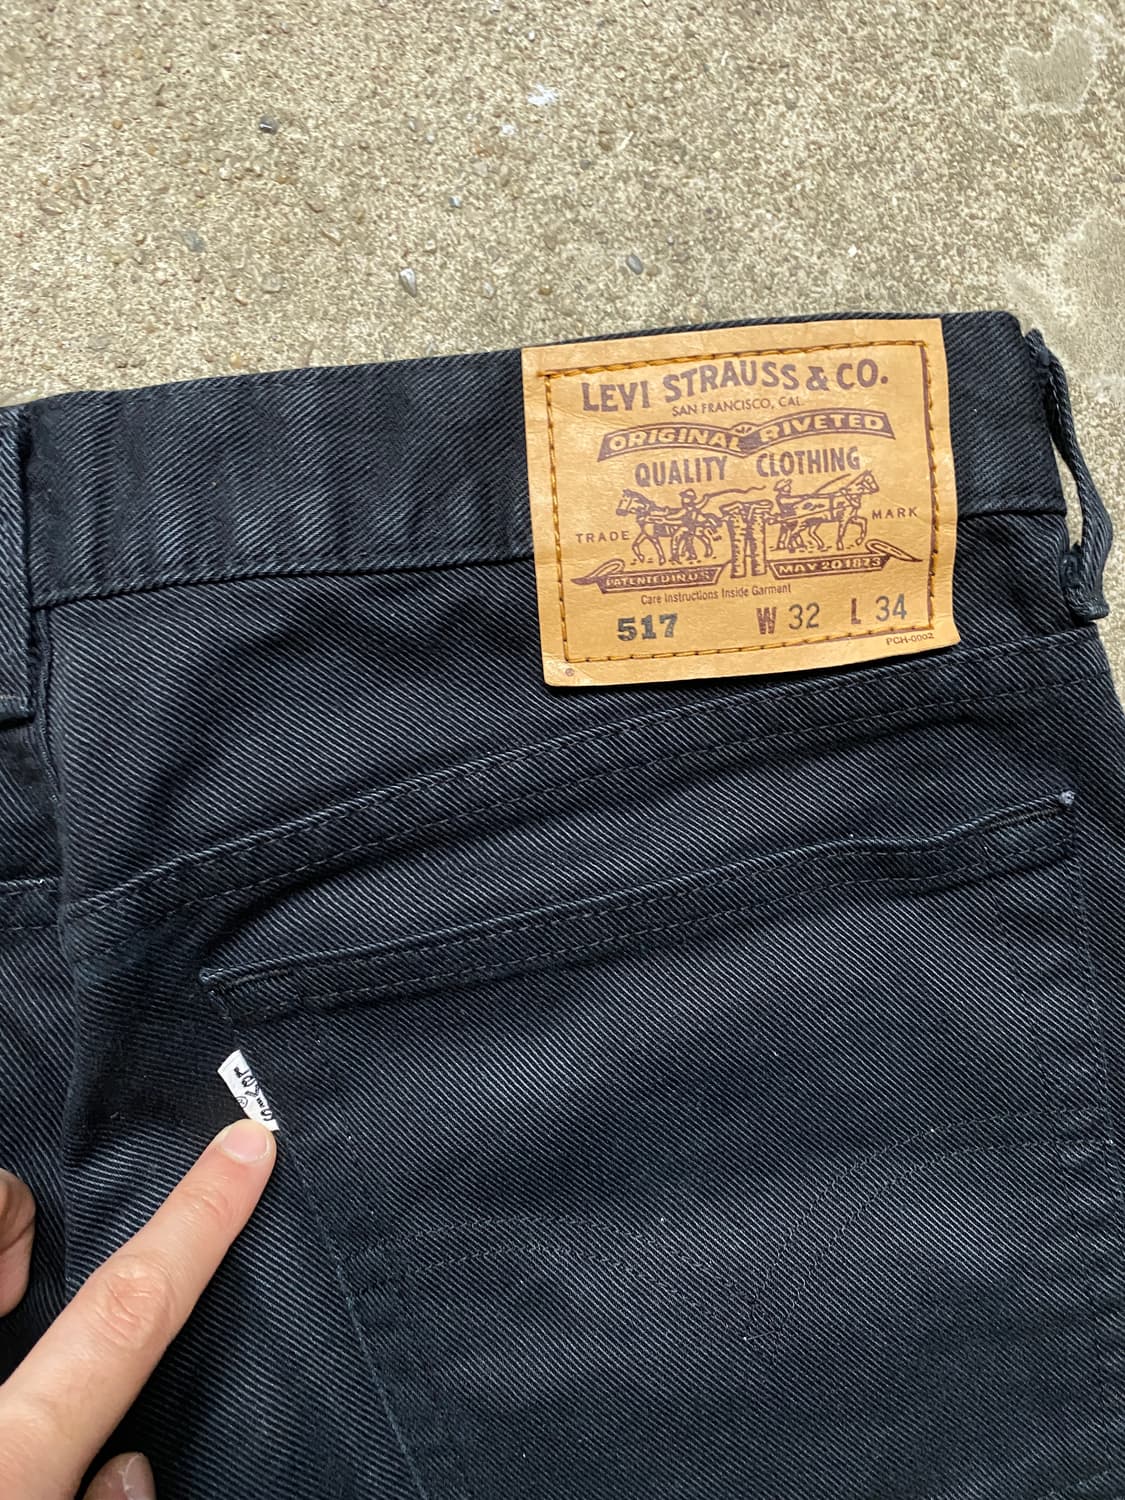 LEVI STRAUSS & CO.
SAN FRANCISCO, CAL.
ORIGINAL RIVETED
QUALITY CLOTHING
TRADE MARK
PATENTED IN U.S. MAY 20 1873
Care Instructions Inside Garment
517 W 32 L 34
PCH-0002
®
Levi's